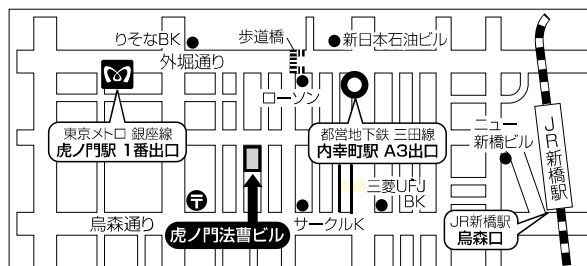 りそなBK
歩道橋
新日本石油ビル
外堀通り
ローソン
東京メトロ 銀座線
虎ノ門駅 1番出口
都営地下鉄 三田線
内幸町駅 A3出口
ニュー
新橋ビル
JR新橋駅
三菱UFJ
BK
〒
烏森通り
サークルK
虎ノ門法曹ビル
JR新橋駅
烏森口